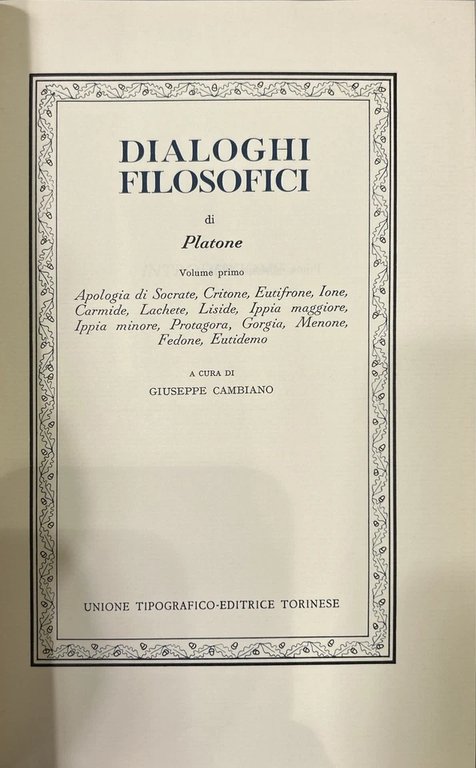 DIALOGHI
FILOSOFICI
di
Platone
Volume primo
Apologia di Socrate, Critone, Eutifrone, Ione,
Carmide, Lachete, Liside, Ippia maggiore,
Ippia minore, Protagora, Gorgia, Menone,
Fedone, Eutidemo
A CURA DI
GIUSEPPE CAMBIANO
UNIONE TIPOGRAFICO-EDITRICE TORINESE